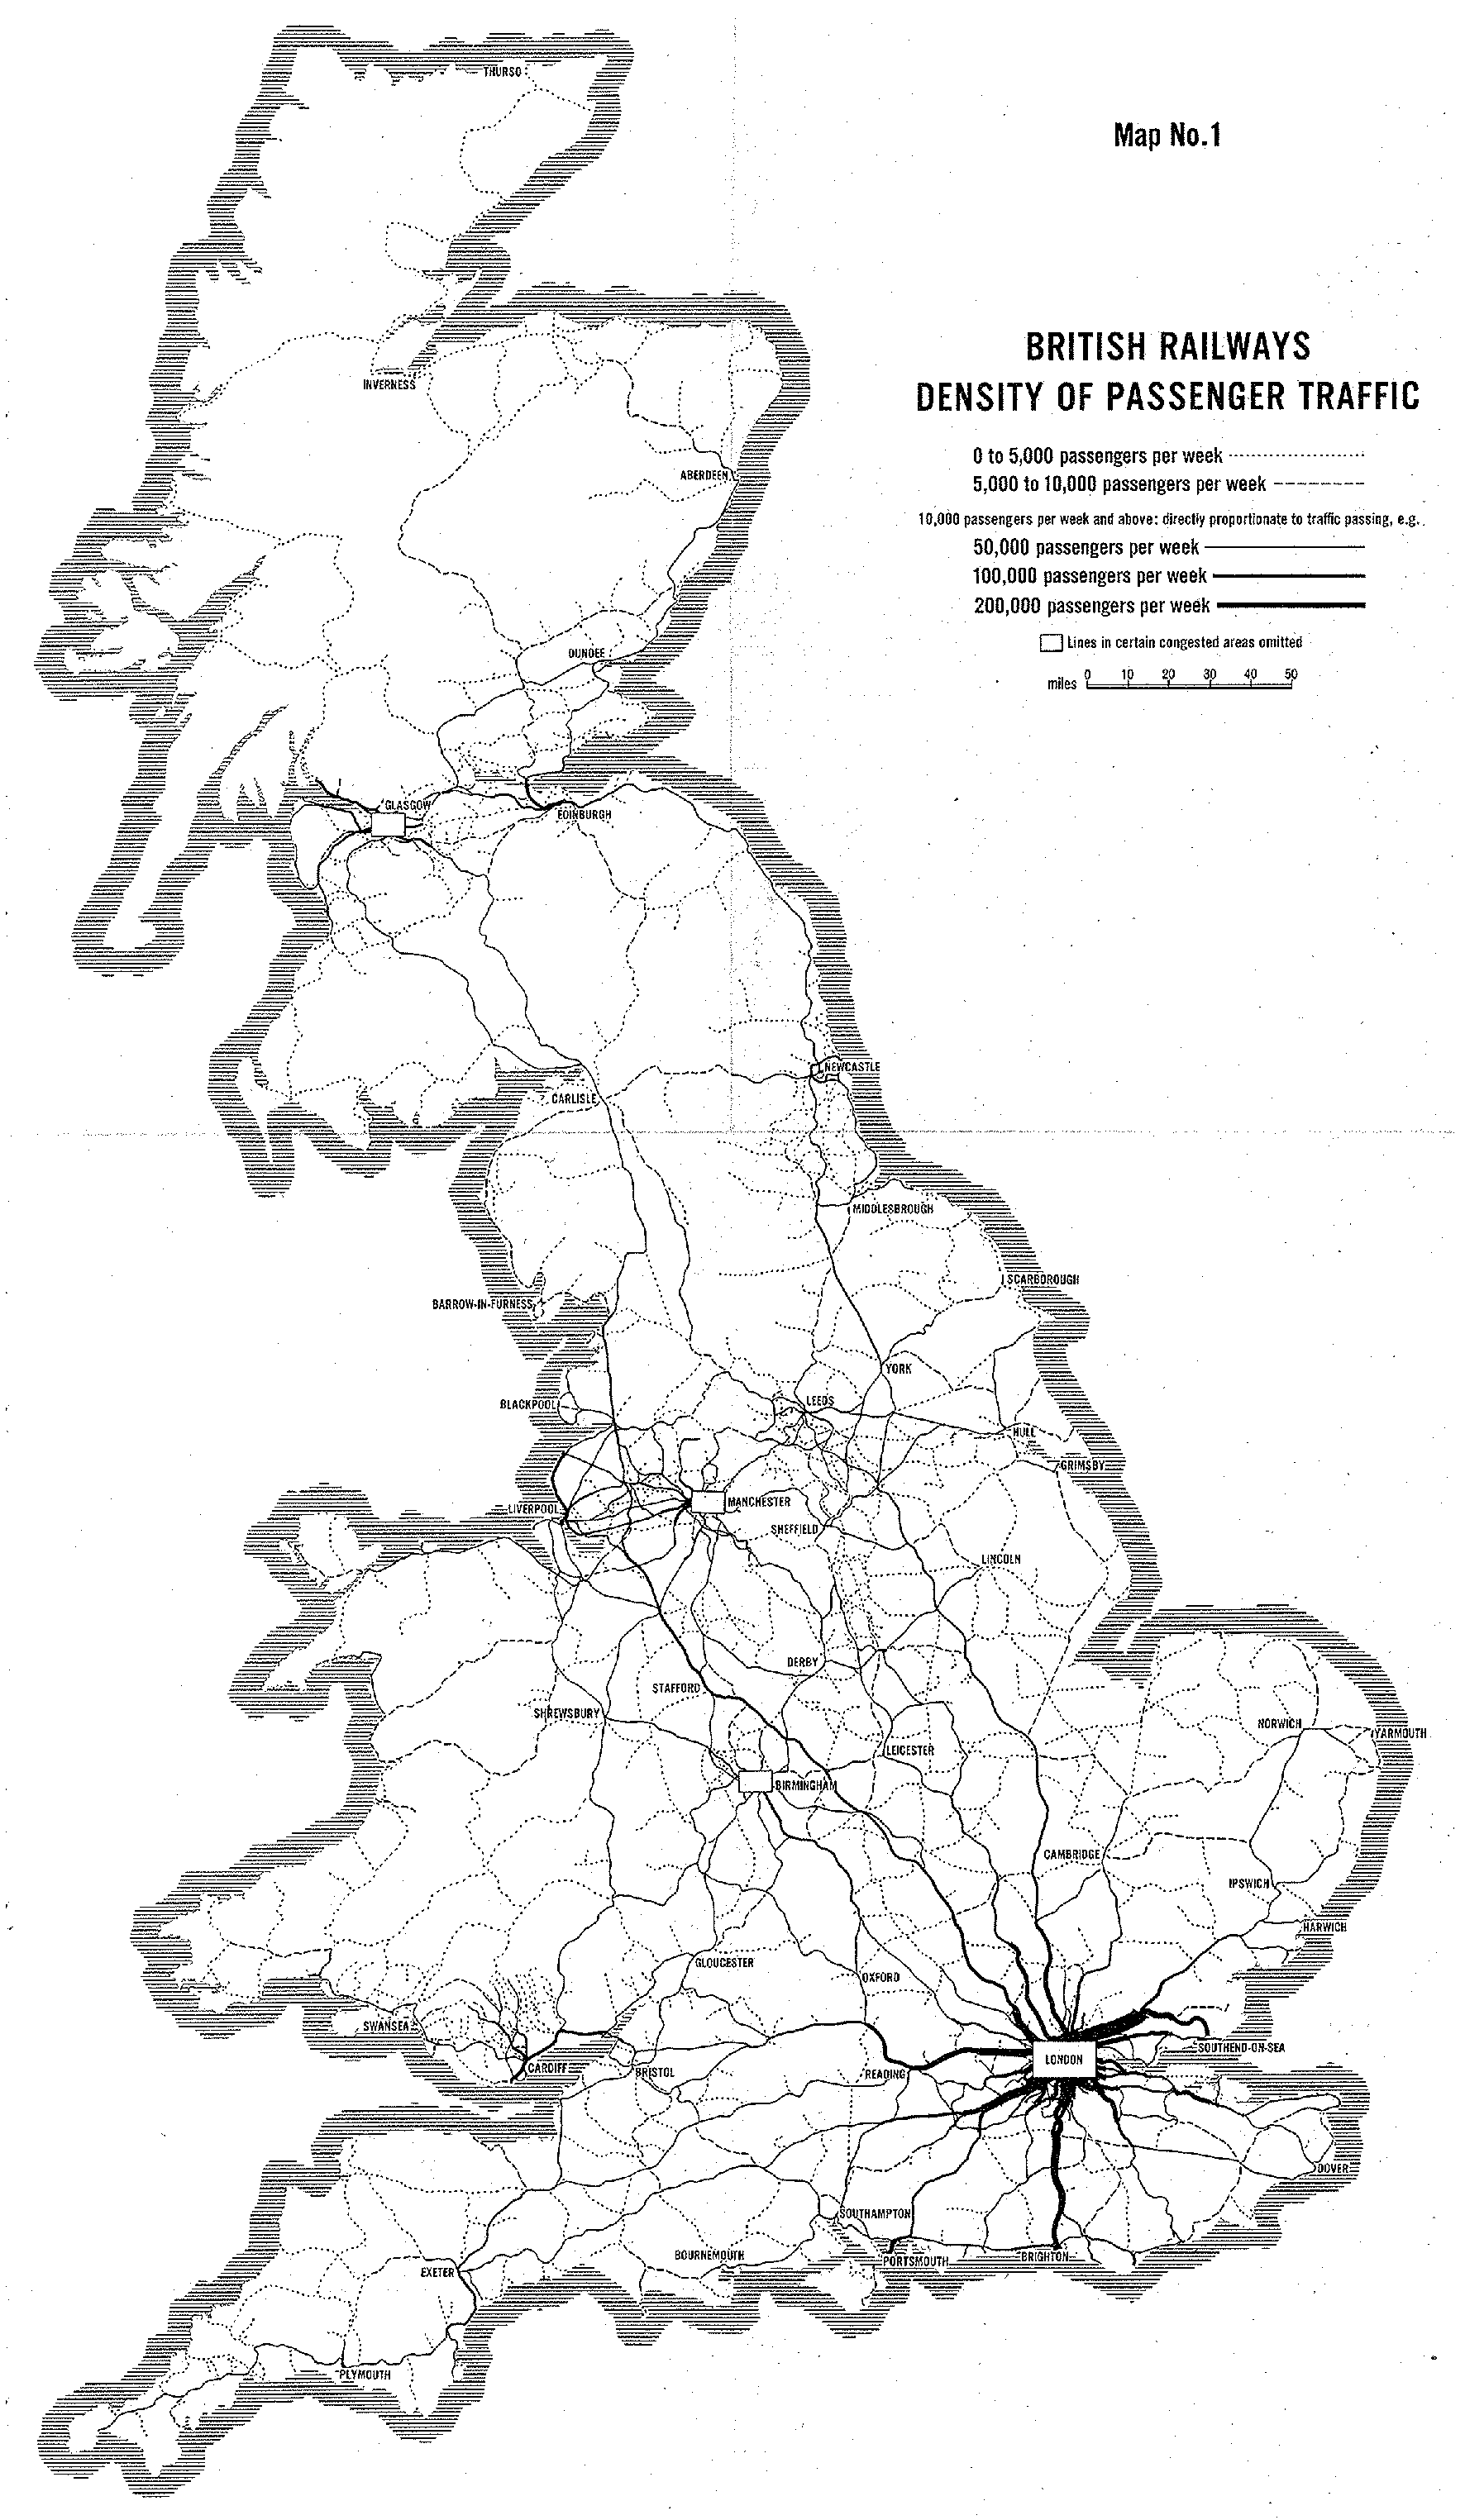 THURSO
Map No.1
BRITISH RAILWAYS
DENSITY OF PASSENGER TRAFFIC
0 to 5,000 passengers per week
5,000 to 10,000 passengers per week
10,000 passengers per week and above: directly proportionate to traffic passing, e.g.
50,000 passengers per week
100,000 passengers per week
200,000 passengers per week
Lines in certain congested areas omitted
miles 0 10 20 30 40 50
INVERNESS
ABERDEEN
DUNDEE
GLASGOW
EDINBURGH
NEWCASTLE
CARLISLE
MIDDLESBROUGH
SCARBOROUGH
BARROW-IN-FURNESS
YORK
BLACKPOOL
LEEDS
HULL
GRIMSBY
LIVERPOOL
MANCHESTER
SHEFFIELD
LINCOLN
DERBY
STAFFORD
SHREWSBURY
NORWICH
YARMOUTH
LEICESTER
BIRMINGHAM
CAMBRIDGE
IPSWICH
HARWICH
GLOUCESTER
OXFORD
SWANSEA
CARDIFF
BRISTOL
READING
LONDON
SOUTHEND-ON-SEA
DOVER
SOUTHAMPTON
BOURNEMOUTH
PORTSMOUTH
BRIGHTON
EXETER
PLYMOUTH